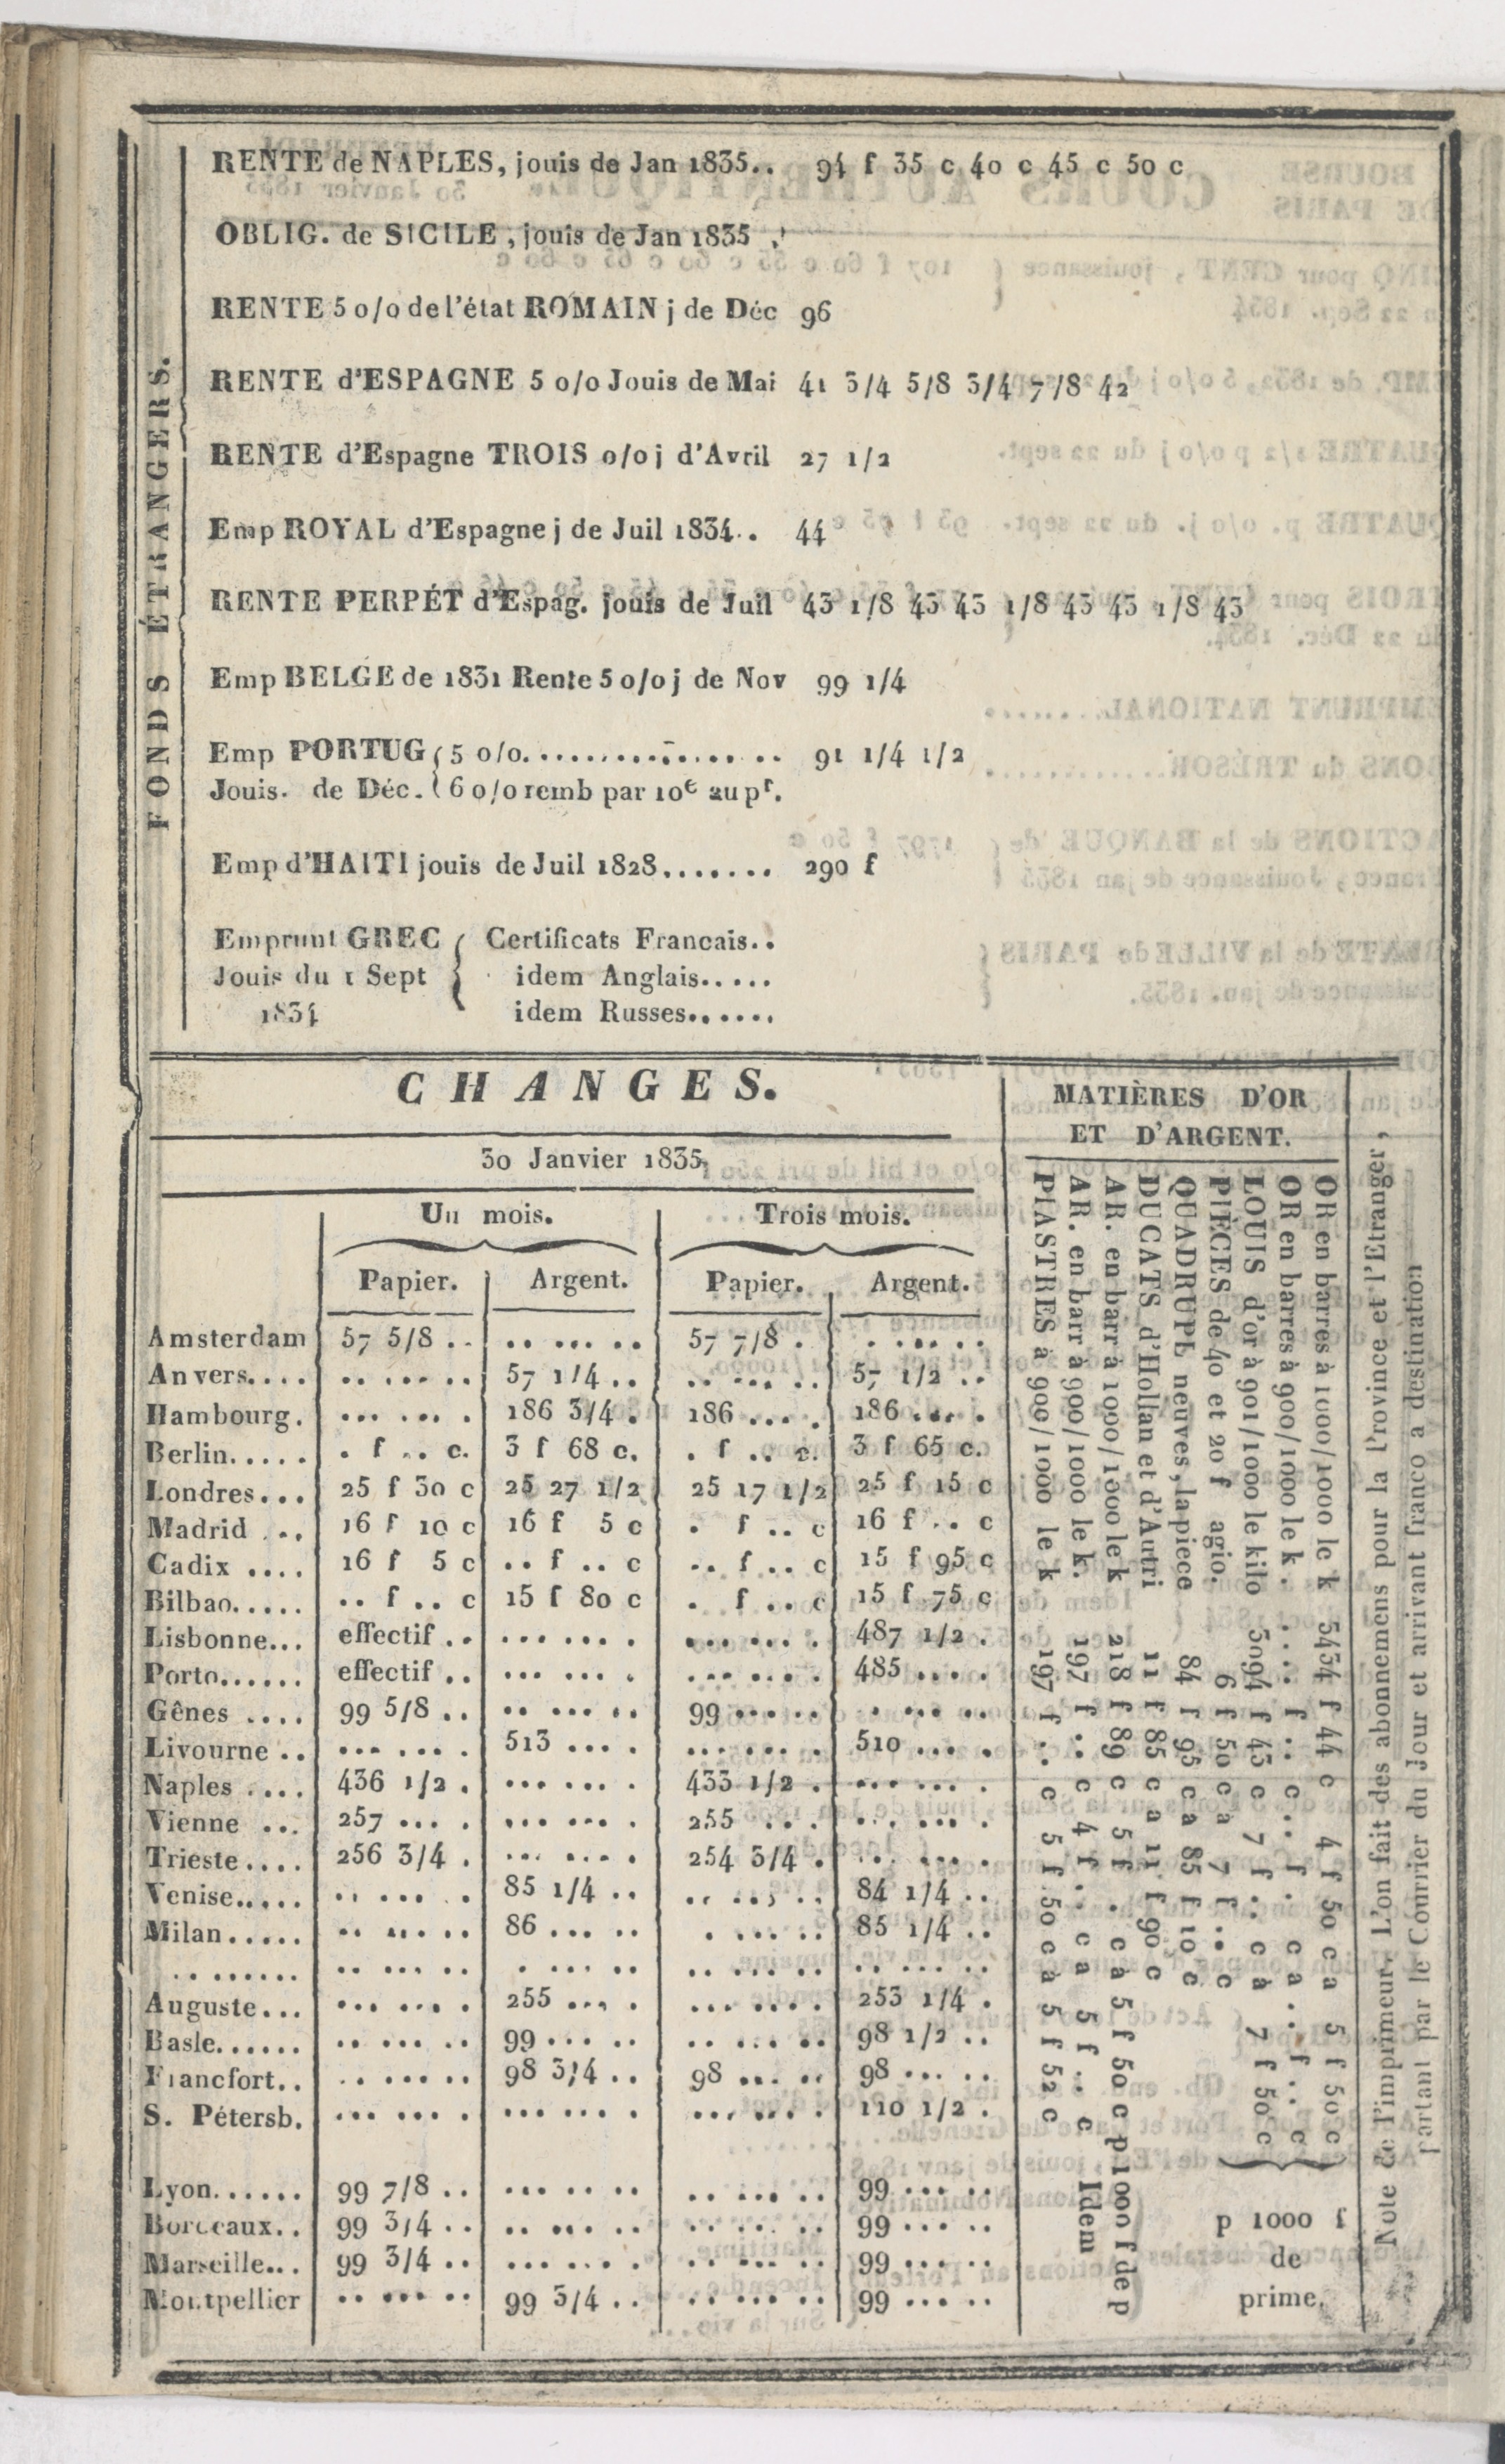 FONDS ÉTRANGERS.
RENTE de NAPLES, jouis de Jan 1835.. 94 f 35 c 40 c 45 c 50 c
OBLIG. de SICILE, jouis de Jan 1835
RENTE 5 o/o de l'état ROMAIN j de Déc 96
RENTE d'ESPAGNE 5 o/o Jouis de Mai 41 3/4 5/8 3/4 7/8 42
RENTE d'Espagne TROIS o/o j d'Avril 27 1/2
Emp ROYAL d'Espagne j de Juil 1834.. 44
RENTE PERPÉT d'Espag. jouis de Juil 43 1/8 43 43 1/8 43 43 1/8 43
Emp BELGE de 1831 Rente 5 o/o j de Nov 99 1/4
Emp PORTUG 5 o/o................ 91 1/4 1/2
Jouis. de Déc. 6 o/o remb par 10e au pr.
Emp d'HAITI jouis de Juil 1828....... 290 f
Emprunt GREC Certificats Francais..
Jouis du 1 Sept idem Anglais.....
1834 idem Russes......
CHANGES.
30 Janvier 1835.
Un mois. Trois mois.
Papier. Argent. Papier. Argent.
Amsterdam 57 5/8 .. .. ... .. 57 7/8 . . ... ..
Anvers.... .. ... .. 57 1/4 .. .. ... .. 57 1/2 ..
Hambourg. ... ... . 186 3/4 . 186 ... . 186 ... .
Berlin..... . f .. c. 3 f 68 c. . f .. c. 3 f 65 c.
Londres... 25 f 30 c 25 27 1/2 25 17 1/2 25 f 15 c
Madrid ... 16 f 10 c 16 f 5 c . f .. c 16 f .. c
Cadix .... 16 f 5 c .. f .. c .. f .. c 15 f 95 c
Bilbao..... .. f .. c 15 f 80 c . f .. c 15 f 75 c
Lisbonne... effectif .. ... ... . ... ... . 487 1/2 .
Porto...... effectif .. ... ... . ... ... . 485 ... .
Gênes .... 99 5/8 .. .. ... .. 99 ... .. . ... ..
Livourne .. ... ... . 513 ... . ... ... . 510 ... .
Naples .... 436 1/2 . ... ... . 433 1/2 . ... ... .
Vienne ... 257 ... . ... ... . 255 ... . ... ... .
Trieste.... 256 3/4 . ... ... . 254 3/4 . ... ... .
Venise..... .. ... . 85 1/4 .. .. ... .. 84 1/4 ..
Milan..... .. ... .. 86 ... .. . ... .. 85 1/4 ..
........ .. ... .. . ... .. .. ... .. .. ... ..
Auguste... ... ... . 255 ... . ... ... . 253 1/4 .
Basle...... .. ... .. 99 ... .. .. ... .. 98 1/2 ..
Francfort.. .. ... .. 98 3/4 .. 98 ... .. 98 ... ..
S. Pétersb. ... ... . ... ... . ... ... . 110 1/2 .
Lyon...... 99 7/8 .. ... .. .. .. ... .. 99 ... ..
Bordeaux.. 99 3/4 .. .. ... .. .. ... .. 99 ... ..
Marseille... 99 3/4 .. ... ... . .. ... .. 99 ... ..
Montpellier .. ... .. 99 3/4 .. .. ... .. 99 ... ..
MATIÈRES D'OR
ET D'ARGENT.
OR en barres à 1000/1000 le k 3434 f 44 c 4 f 50 c a 5 f 50 c
OR en barres à 900/1000 le k . .... f .. c .. f . c a .. f .. c
LOUIS d'or à 901/1000 le kilo 3094 f 43 c 7 f .. c à 7 f 50 c
PIÈCES de 40 et 20 f agio. 6 f 50 c a 7 f .. c
QUADRUPE neuves, la piece 84 f 95 c a 85 f 10 c
DUCATS d'Hollan et d'Autri 11 f 85 c a 11 f 90 c
AR. en barr à 1000/1000 le k 218 f 89 c 5 f . c à 5 f 50 c p 1000 f de p
AR. en barr à 900/1000 le k. 197 f .. c 4 f .. c a 5 f .. c Idem
PIASTRES à 900/1000 le k 197 f .. c 5 f 50 c à 5 f 52 c
p 1000 f
de
prime.
Note de l'imprimeur. L'on fait des abonnemens pour la Province et l'Etranger,
Partant par le Courrier du Jour et arrivant franco a destination